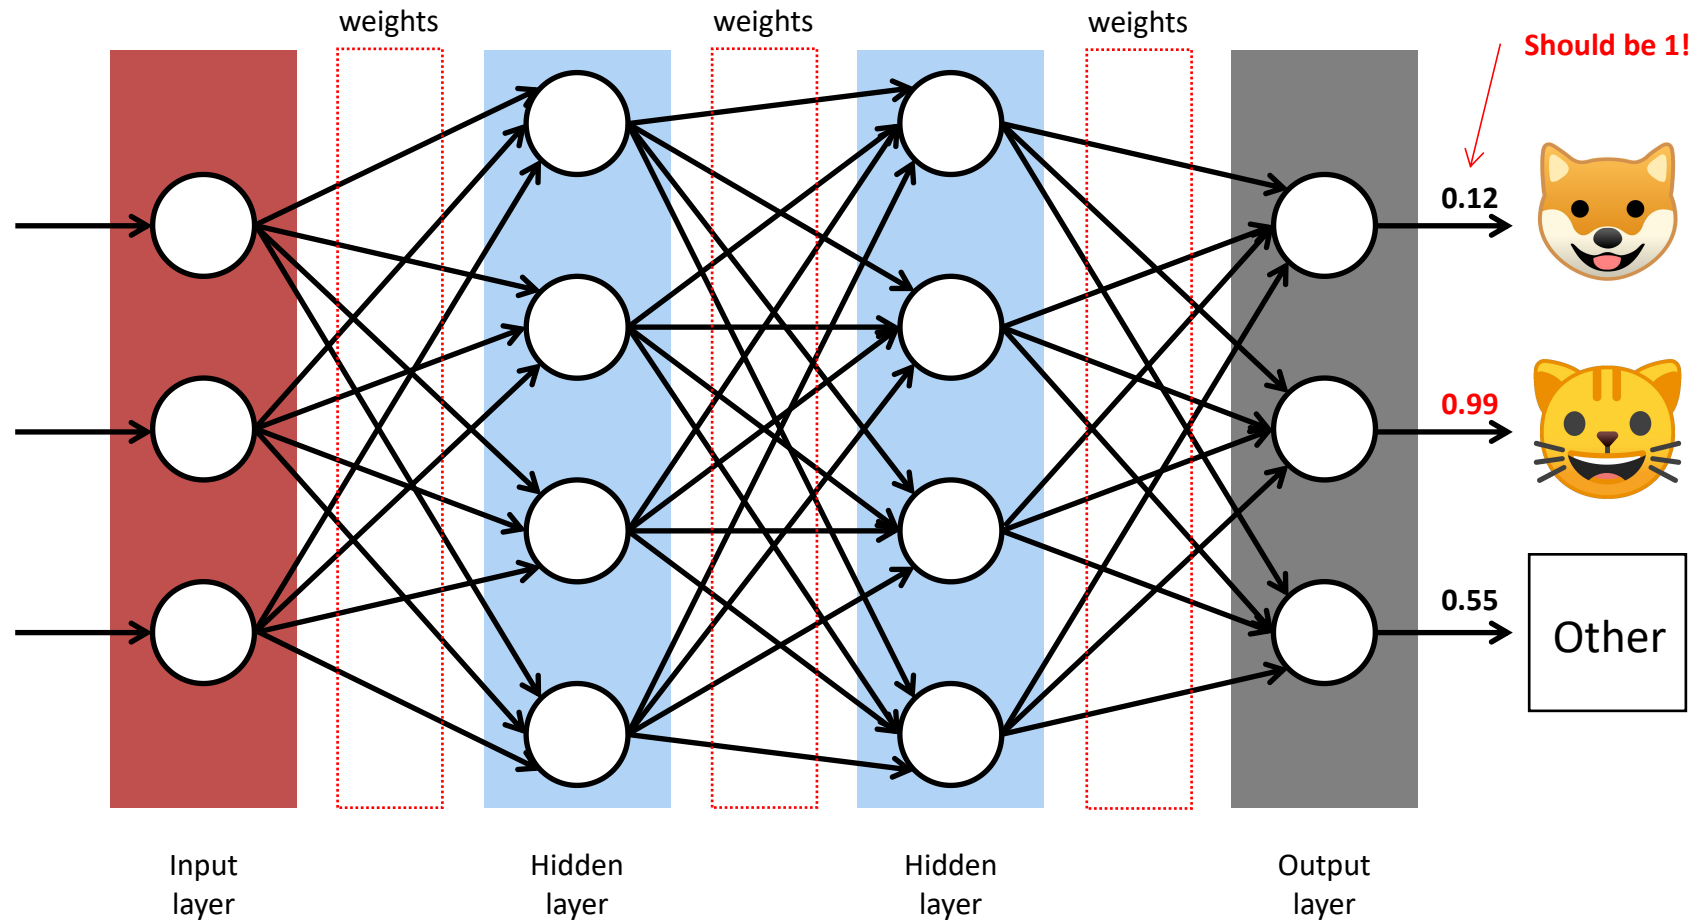 weights
weights
weights
Should be 1!
0.12
0.99
0.55
Other
Input
layer
Hidden
layer
Hidden
layer
Output
layer